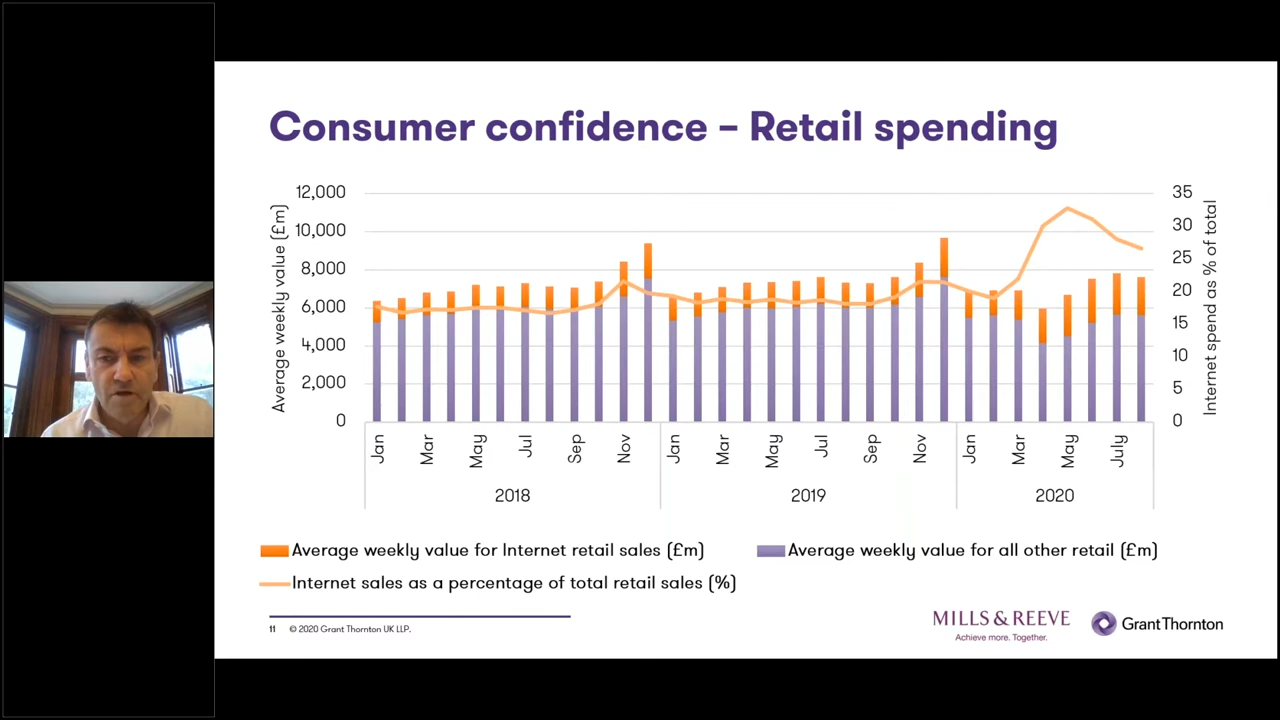 Consumer confidence – Retail spending
Average weekly value (£m)
12,000
10,000
8,000
6,000
4,000
2,000
0
35
30
25
20
15
10
5
0
Internet spend as % of total
Jan Mar May Jul Sep Nov Jan Mar May Jul Sep Nov Jan Mar May July
2018 2019 2020
Average weekly value for Internet retail sales (£m)
Average weekly value for all other retail (£m)
Internet sales as a percentage of total retail sales (%)
11 © 2020 Grant Thornton UK LLP.
MILLS & REEVE
Achieve more. Together.
Grant Thornton